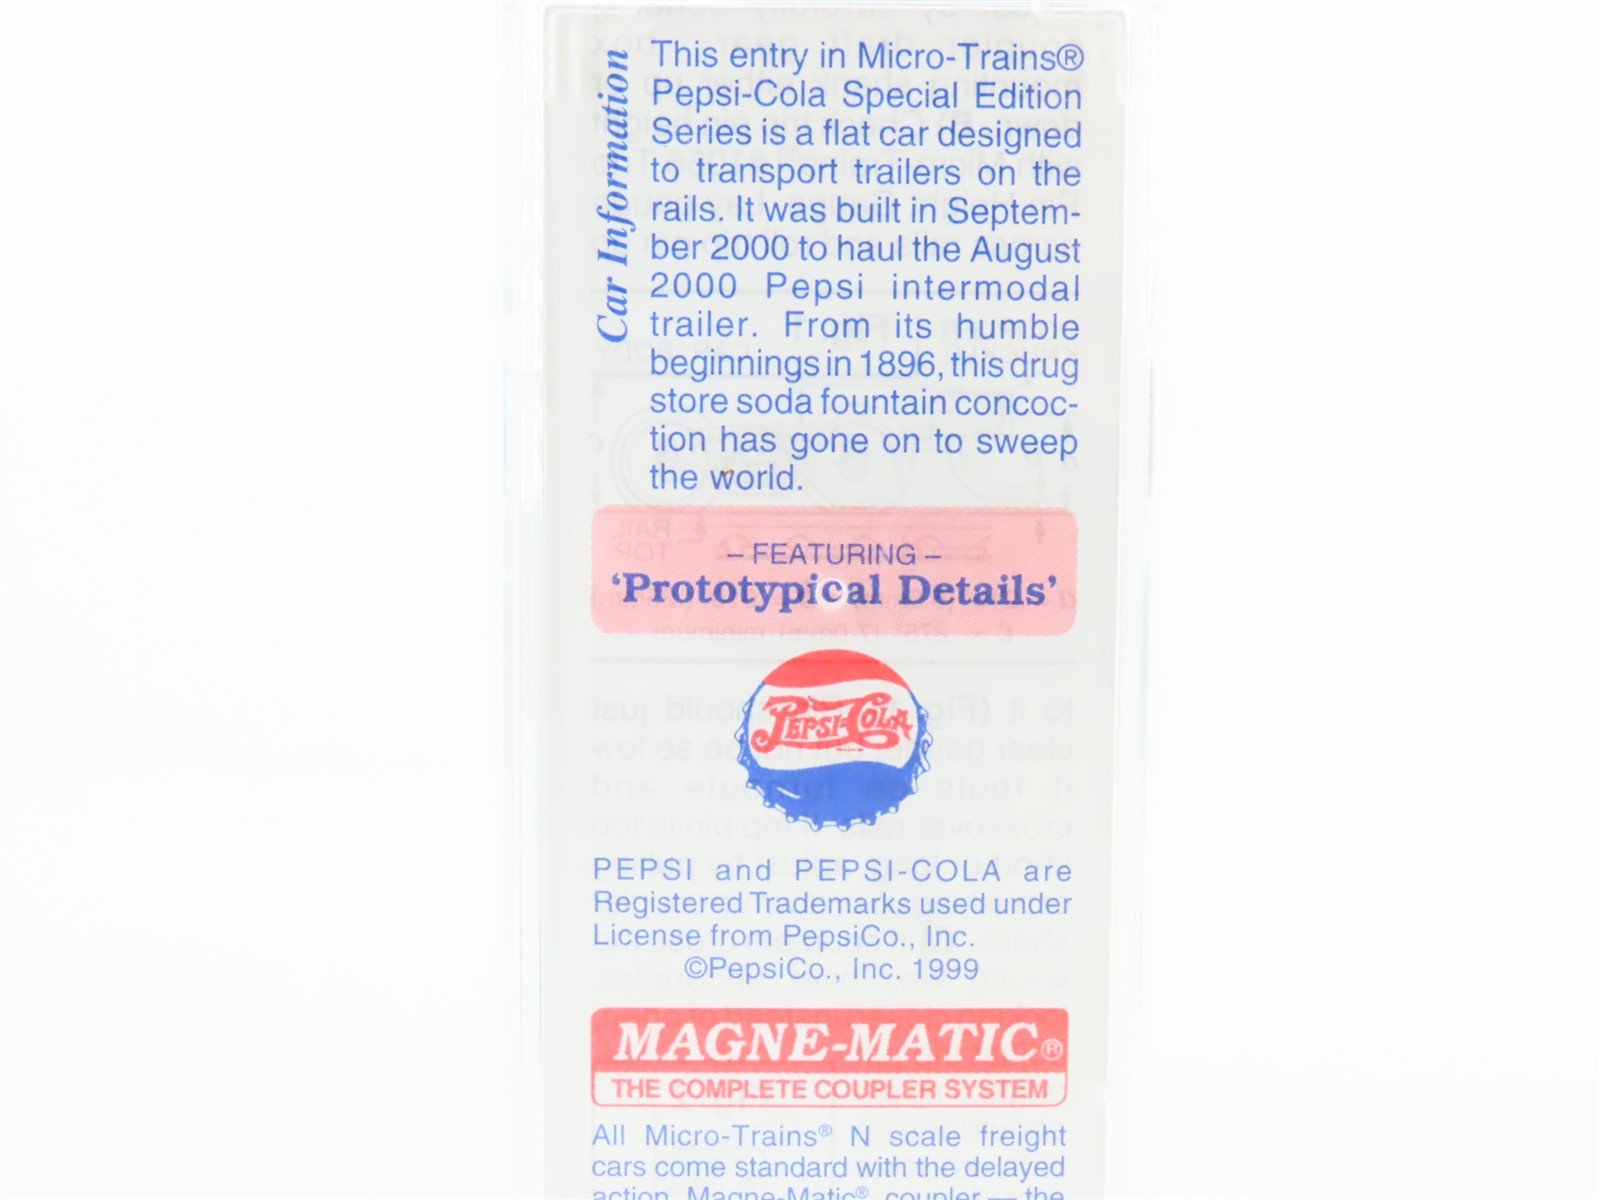 Car Information
This entry in Micro-Trains®
Pepsi-Cola Special Edition
Series is a flat car designed
to transport trailers on the
rails. It was built in Septem-
ber 2000 to haul the August
2000 Pepsi intermodal
trailer. From its humble
beginnings in 1896, this drug
store soda fountain concoc-
tion has gone on to sweep
the world.
– FEATURING –
‘Prototypical Details’
PEPSI-COLA
PEPSI and PEPSI-COLA are
Registered Trademarks used under
License from PepsiCo., Inc.
©PepsiCo., Inc. 1999
MAGNE-MATIC®
THE COMPLETE COUPLER SYSTEM
All Micro-Trains® N scale freight
cars come standard with the delayed
action Magne-Matic® coupler — the